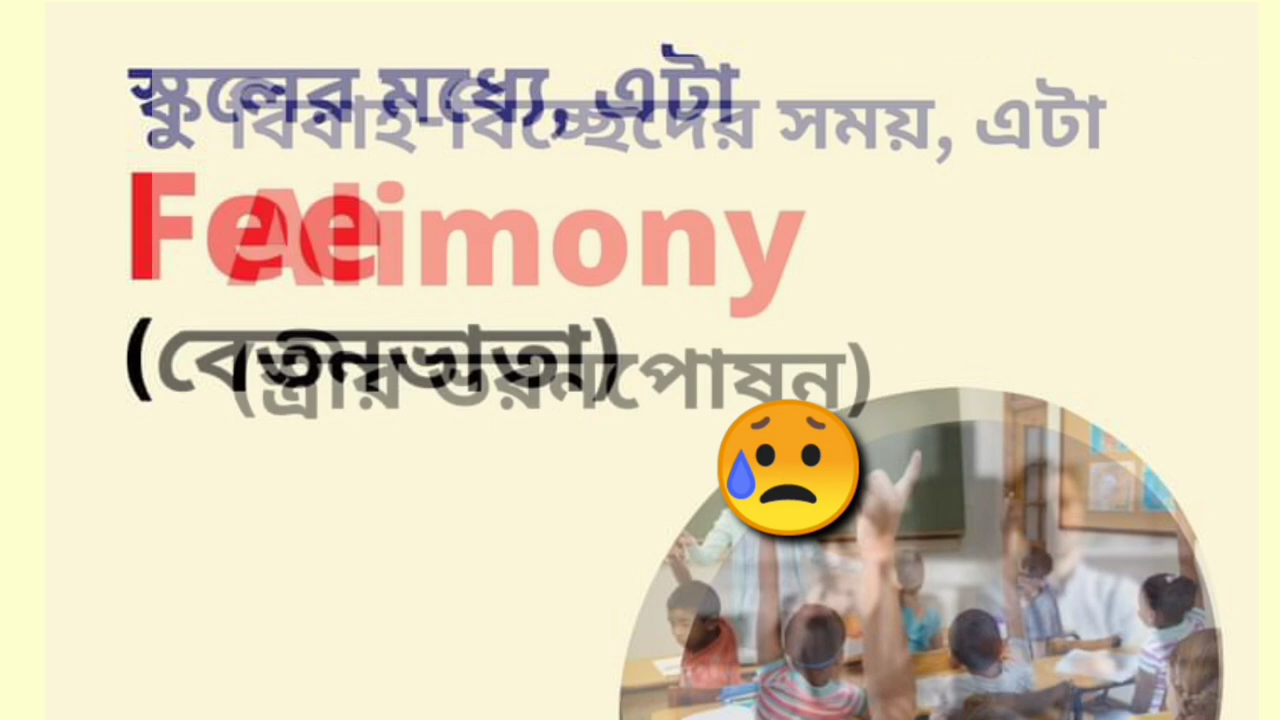 স্কুলের মধ্যে, এটা
বিবাহ-বিচ্ছেদের সময়, এটা
Fee
Alimony
(বেতনভাতা)
(স্ত্রীর ভরনপোষন)